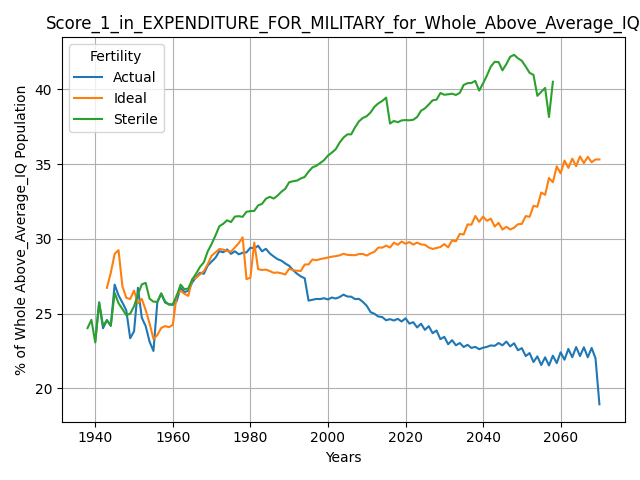 Score_1_in_EXPENDITURE_FOR_MILITARY_for_Whole_Above_Average_IQ
Fertility
Actual
Ideal
Sterile
% of Whole Above_Average_IQ Population
40
35
30
25
20
1940 1960 1980 2000 2020 2040 2060
Years